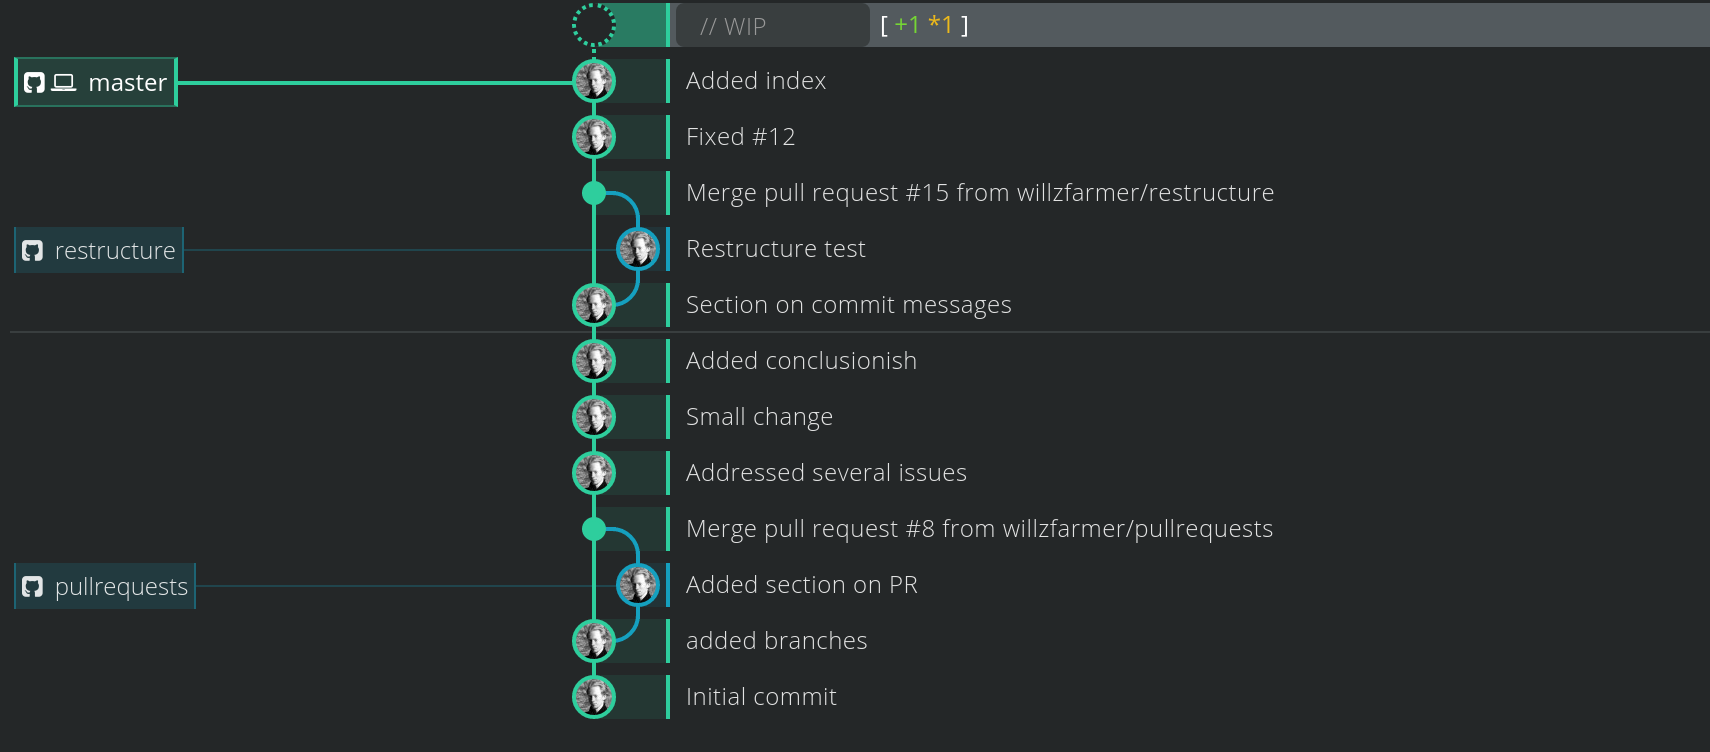 // WIP [ +1 *1 ]
master Added index
Fixed #12
Merge pull request #15 from willzfarmer/restructure
restructure Restructure test
Section on commit messages
Added conclusionish
Small change
Addressed several issues
Merge pull request #8 from willzfarmer/pullrequests
pullrequests Added section on PR
added branches
Initial commit